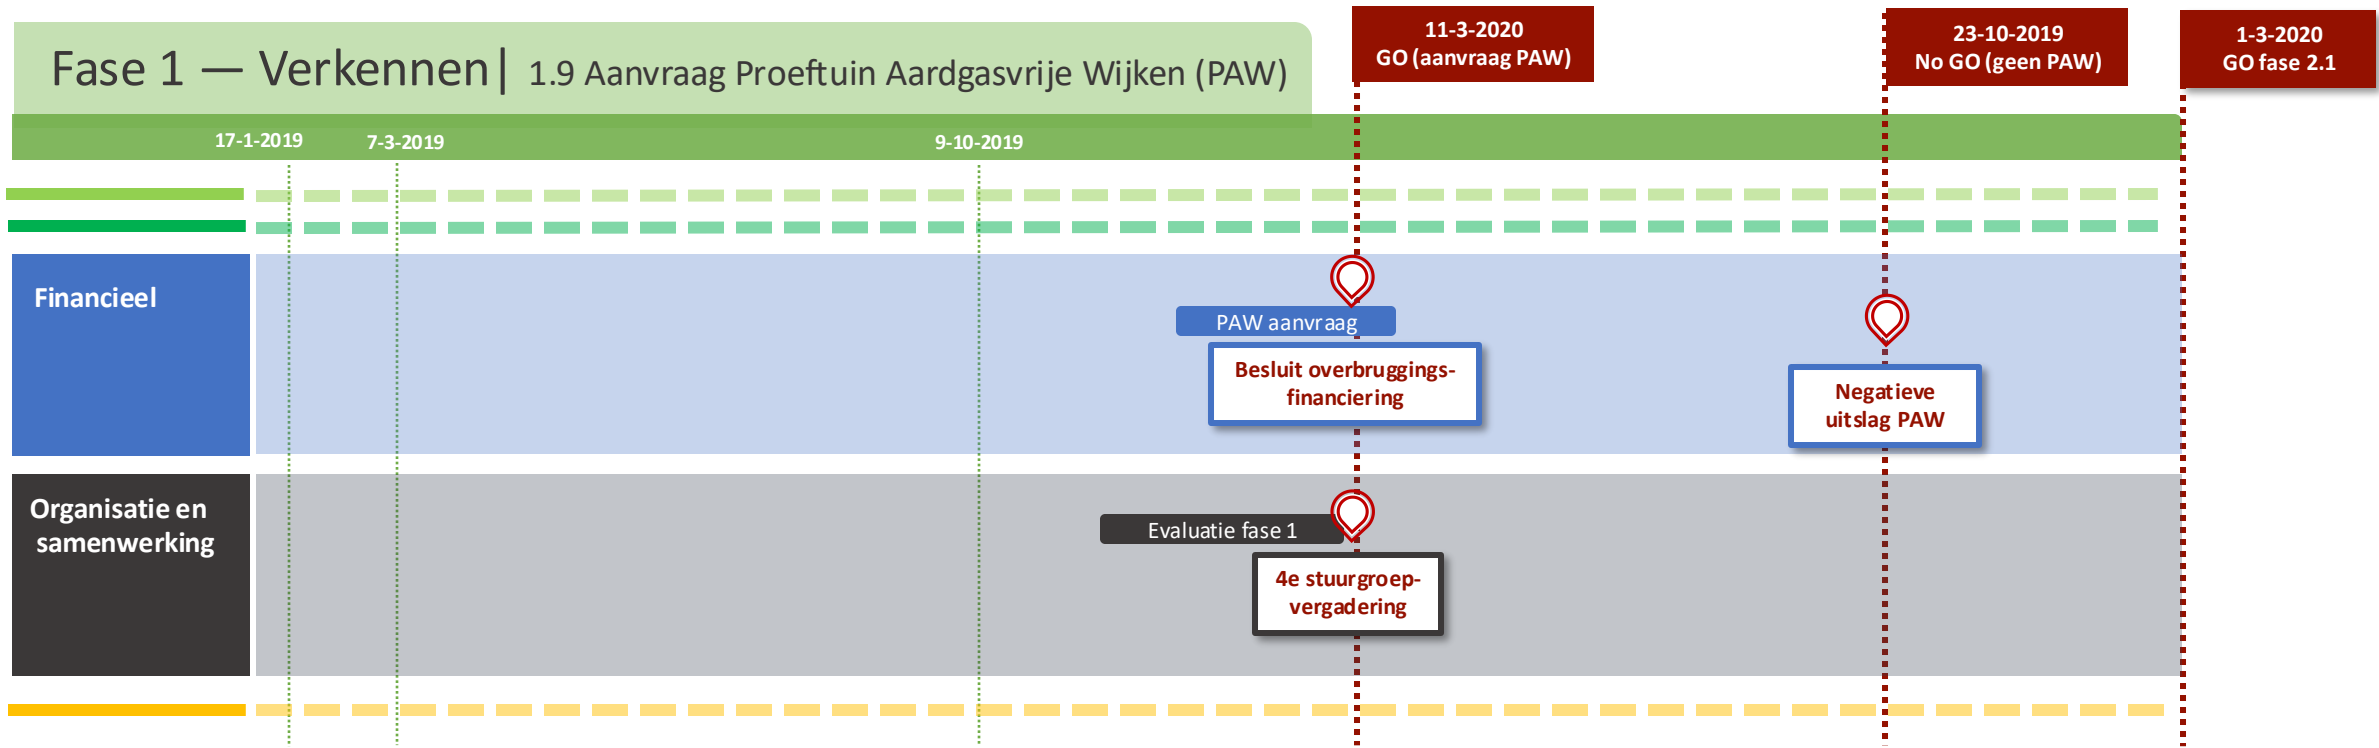 Fase 1 — Verkennen| 1.9 Aanvraag Proeftuin Aardgasvrije Wijken (PAW)
11-3-2020
GO (aanvraag PAW)
23-10-2019
No GO (geen PAW)
1-3-2020
GO fase 2.1
17-1-2019
7-3-2019
9-10-2019
Financieel
PAW aanvraag
Besluit overbruggings-
financiering
Negatieve
uitslag PAW
Organisatie en
samenwerking
Evaluatie fase 1
4e stuurgroep-
vergadering